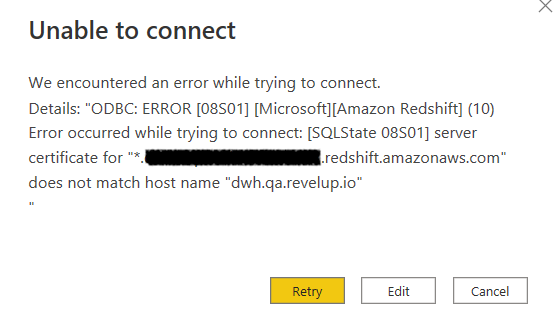 Unable to connect
We encountered an error while trying to connect.
Details: "ODBC: ERROR [08S01] [Microsoft][Amazon Redshift] (10)
Error occurred while trying to connect: [SQLState 08S01] server
certificate for "*.                    .redshift.amazonaws.com"
does not match host name "dwh.qa.revelup.io"
"
Retry Edit Cancel